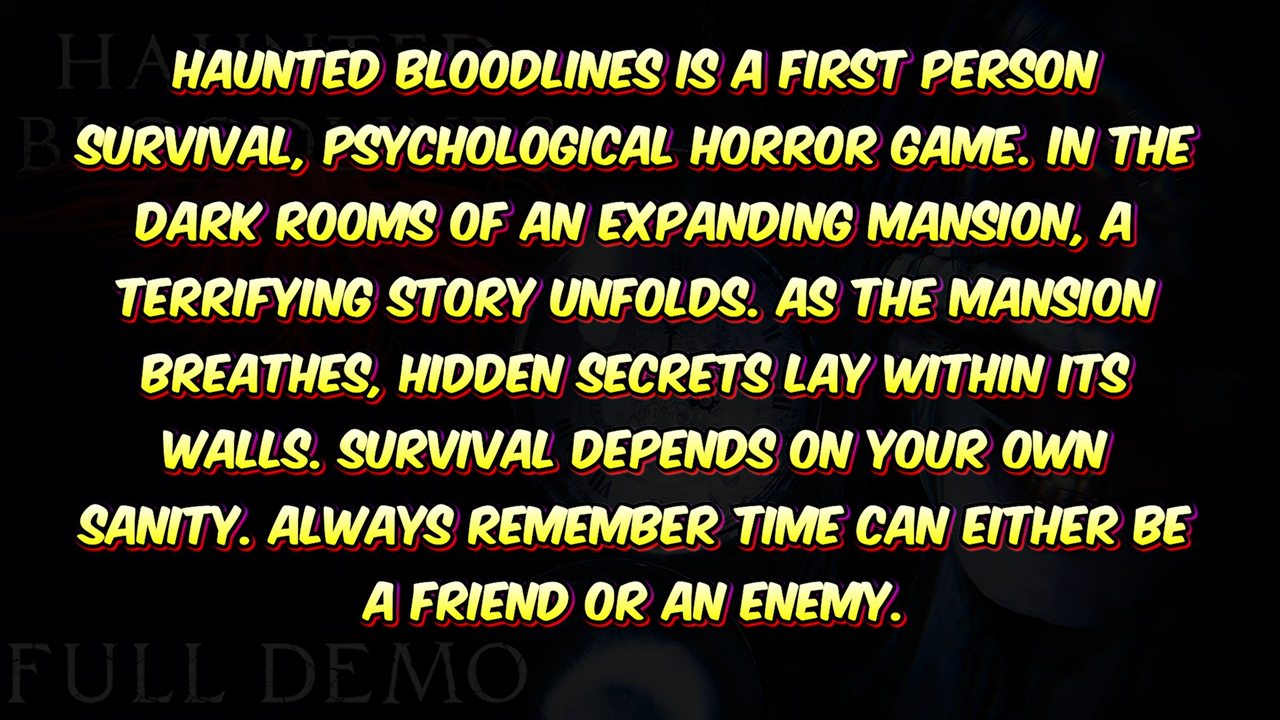 HAUNTED
BLOODLINES
HAUNTED BLOODLINES IS A FIRST PERSON
SURVIVAL, PSYCHOLOGICAL HORROR GAME. IN THE
DARK ROOMS OF AN EXPANDING MANSION, A
TERRIFYING STORY UNFOLDS. AS THE MANSION
BREATHES, HIDDEN SECRETS LAY WITHIN ITS
WALLS. SURVIVAL DEPENDS ON YOUR OWN
SANITY. ALWAYS REMEMBER TIME CAN EITHER BE
A FRIEND OR AN ENEMY.
FULL DEMO